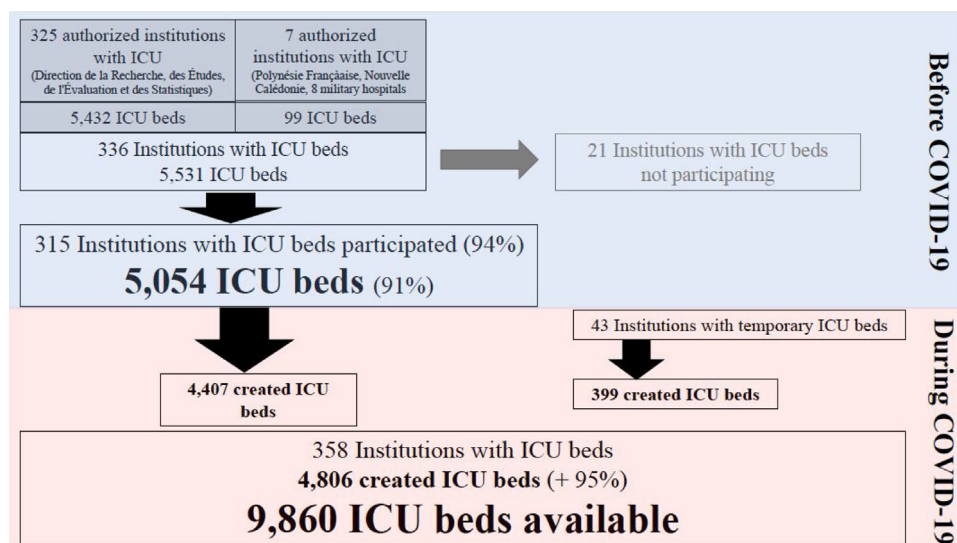 325 authorized institutions
with ICU
(Direction de la Recherche, des Études,
de l'Évaluation et des Statistiques)
7 authorized
institutions with ICU
(Polynésie Françàaise, Nouvelle
Calédonie, 8 military hospitals
5,432 ICU beds
99 ICU beds
336 Institutions with ICU beds
5,531 ICU beds
21 Institutions with ICU beds
not participating
315 Institutions with ICU beds participated (94%)
5,054 ICU beds (91%)
Before COVID-19
43 Institutions with temporary ICU beds
4,407 created ICU
beds
399 created ICU beds
358 Institutions with ICU beds
4,806 created ICU beds (+ 95%)
9,860 ICU beds available
During COVID-19